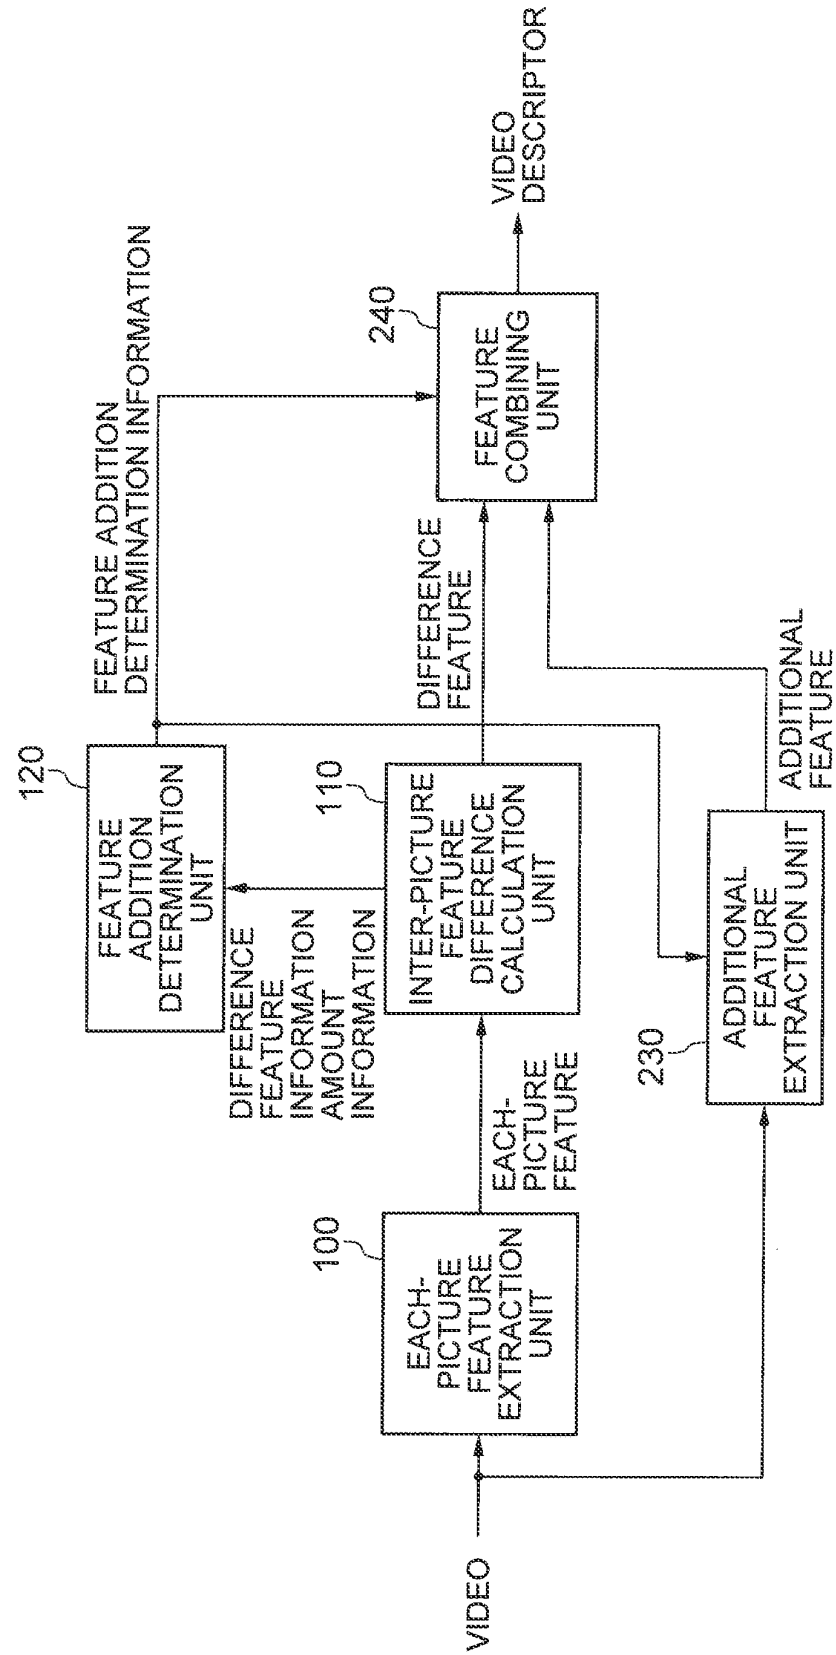 VIDEO
100
EACH-
PICTURE
FEATURE
EXTRACTION
UNIT
EACH-
PICTURE
FEATURE
110
INTER-PICTURE
FEATURE
DIFFERENCE
CALCULATION
UNIT
DIFFERENCE
FEATURE
INFORMATION
AMOUNT
INFORMATION
120
FEATURE
ADDITION
DETERMINATION
UNIT
FEATURE ADDITION
DETERMINATION INFORMATION
DIFFERENCE
FEATURE
230
ADDITIONAL
FEATURE
EXTRACTION UNIT
ADDITIONAL
FEATURE
240
FEATURE
COMBINING
UNIT
VIDEO
DESCRIPTOR